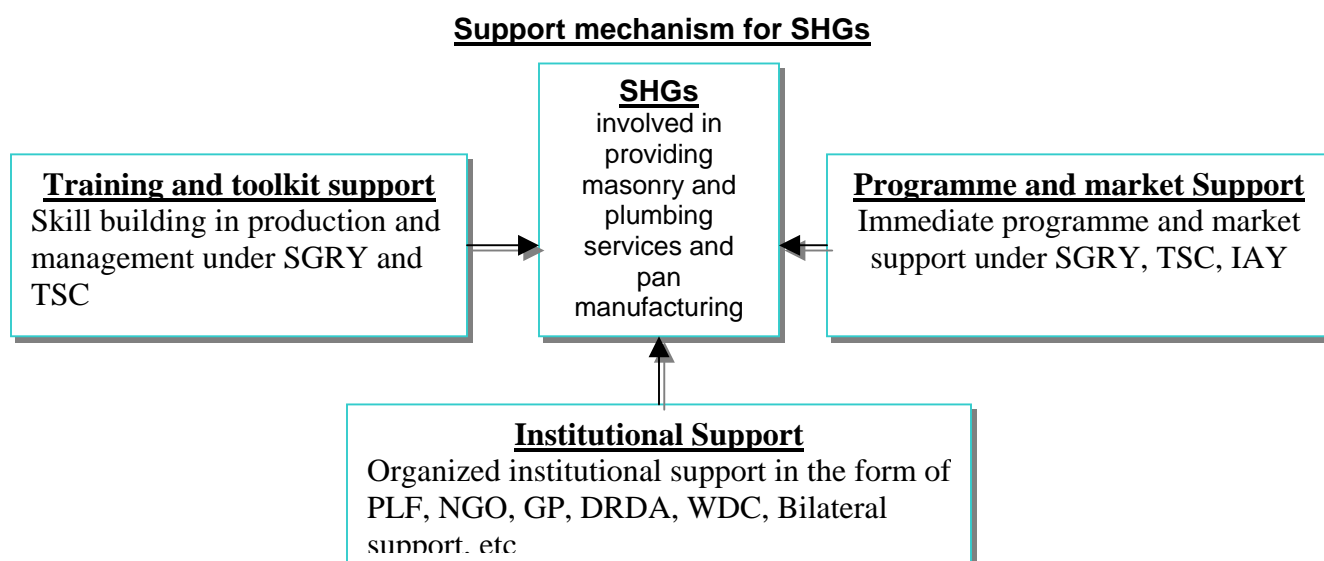 Support mechanism for SHGs
SHGs
involved in
providing
masonry and
plumbing
services and
pan
manufacturing
Training and toolkit support
Skill building in production and
management under SGRY and
TSC
Programme and market Support
Immediate programme and market
support under SGRY, TSC, IAY
Institutional Support
Organized institutional support in the form of
PLF, NGO, GP, DRDA, WDC, Bilateral
support, etc